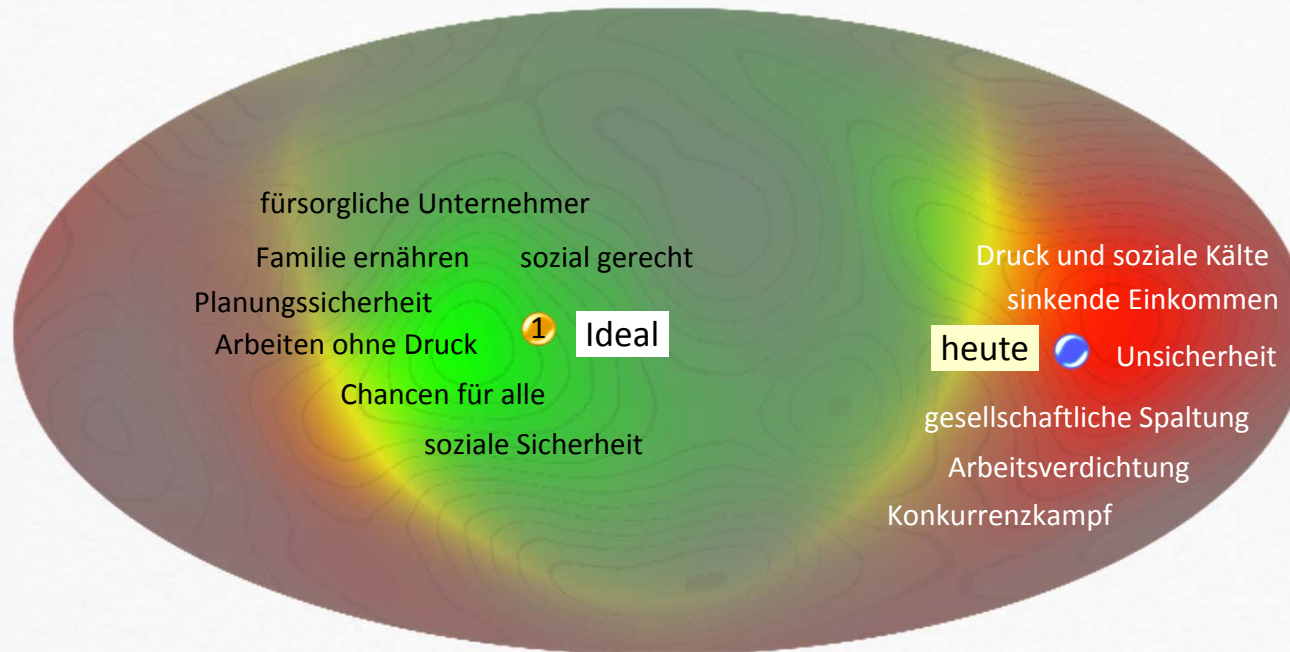 fürsorgliche Unternehmer
Familie ernähren
sozial gerecht
Planungssicherheit
Arbeiten ohne Druck
1
Ideal
Chancen für alle
soziale Sicherheit
Druck und soziale Kälte
sinkende Einkommen
heute
Unsicherheit
gesellschaftliche Spaltung
Arbeitsverdichtung
Konkurrenzkampf